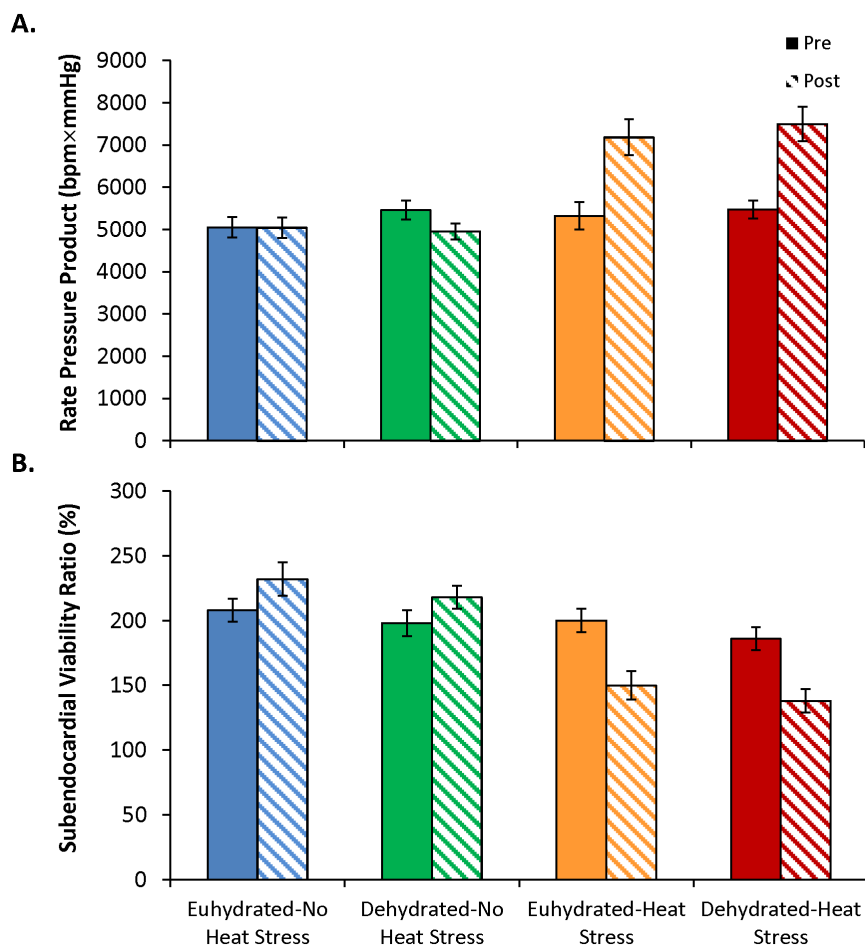 A.
Pre
Post
Rate Pressure Product (bpm×mmHg)
9000
8000
7000
6000
5000
4000
3000
2000
1000
0
B.
Subendocardial Viability Ratio (%)
300
250
200
150
100
50
0
Euhydrated-No
Heat Stress
Dehydrated-No
Heat Stress
Euhydrated-Heat
Stress
Dehydrated-Heat
Stress